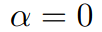 α = 0